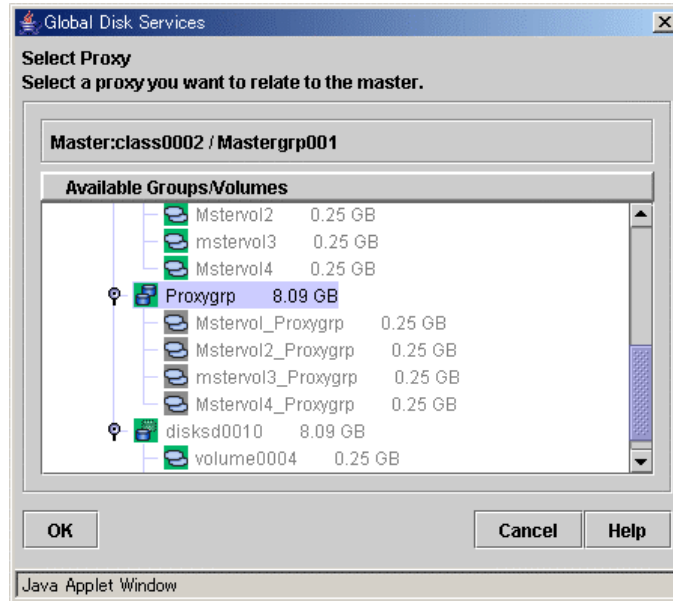 Global Disk Services
Select Proxy
Select a proxy you want to relate to the master.
Master:class0002 / Mastergrp001
Available Groups/Volumes
Mstervol2 0.25 GB
mstervol3 0.25 GB
Mstervol4 0.25 GB
Proxygrp 8.09 GB
Mstervol_Proxygrp 0.25 GB
Mstervol2_Proxygrp 0.25 GB
mstervol3_Proxygrp 0.25 GB
Mstervol4_Proxygrp 0.25 GB
disksd0010 8.09 GB
volume0004 0.25 GB
OK Cancel Help
Java Applet Window